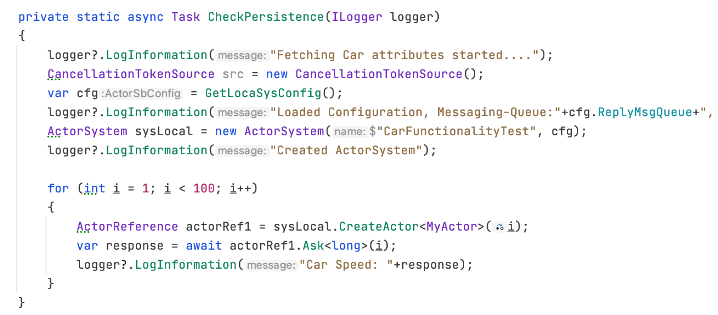 private static async Task CheckPersistence(ILogger logger)
{
logger?.LogInformation( message: "Fetching Car attributes started....");
CancellationTokenSource src = new CancellationTokenSource();
var cfg :ActorSbConfig = GetLocaSysConfig();
logger?.LogInformation( message: "Loaded Configuration, Messaging-Queue:"+cfg.ReplyMsgQueue+",
ActorSystem sysLocal = new ActorSystem( name: $"CarFunctionalityTest", cfg);
logger?.LogInformation( message: "Created ActorSystem");
for (int i = 1; i < 100; i++)
{
ActorReference actorRef1 = sysLocal.CreateActor<MyActor>(i);
var response = await actorRef1.Ask<long>(i);
logger?.LogInformation( message: "Car Speed: "+response);
}
}